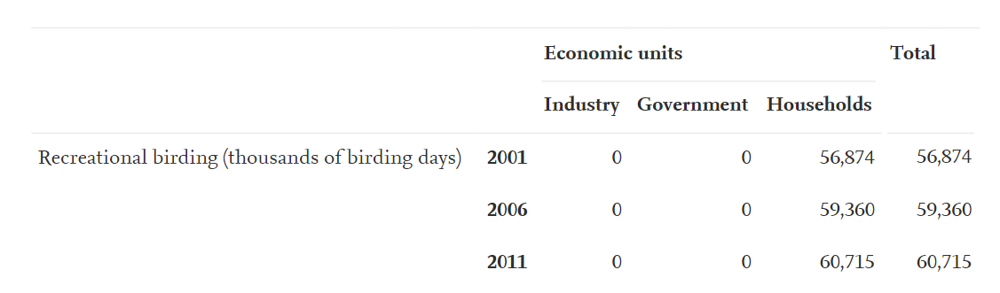 Economic units Total
Industry Government Households
Recreational birding (thousands of birding days) 2001 0 0 56,874 56,874
2006 0 0 59,360 59,360
2011 0 0 60,715 60,715